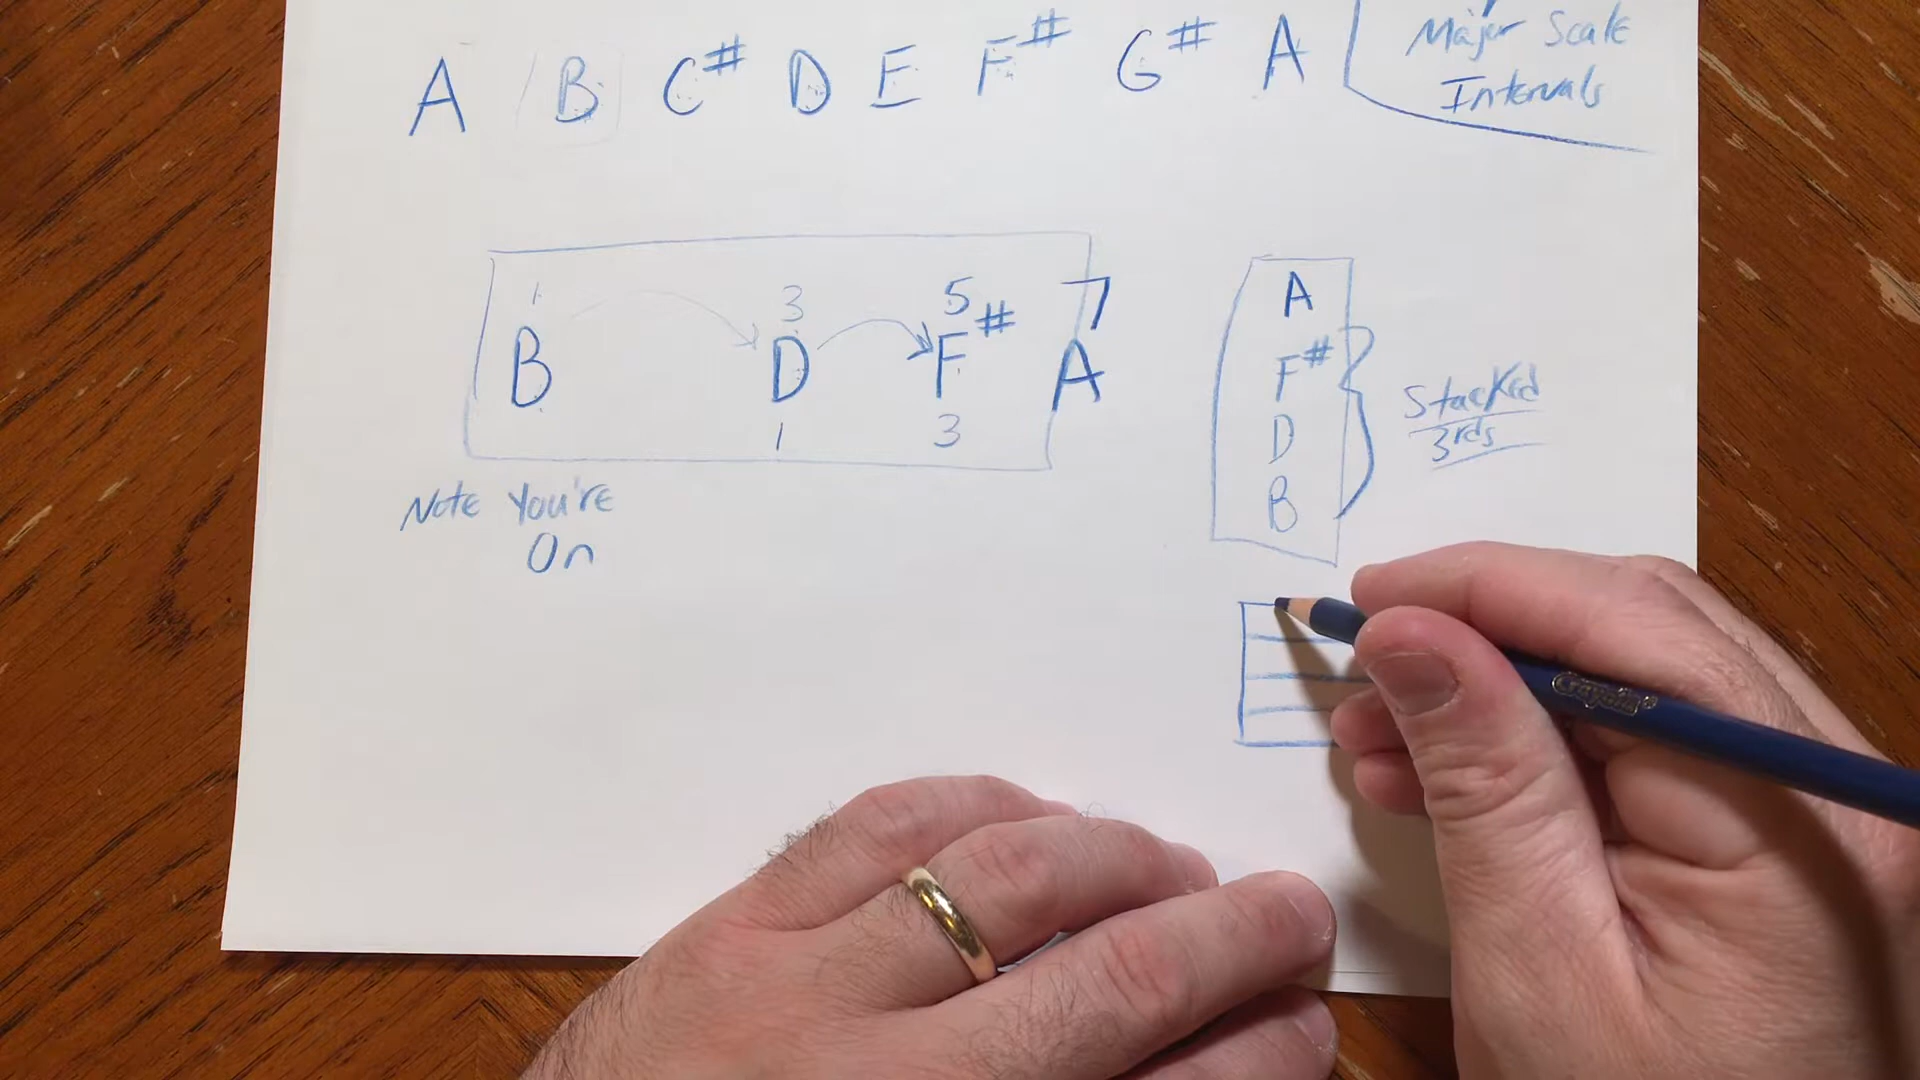 A B C# D E F# G# A
Major Scale
Intervals
1 3 5 7
B D F# A
1 3
Note You're
On
A
F#
D
B
Stacked
3rds
Crayola